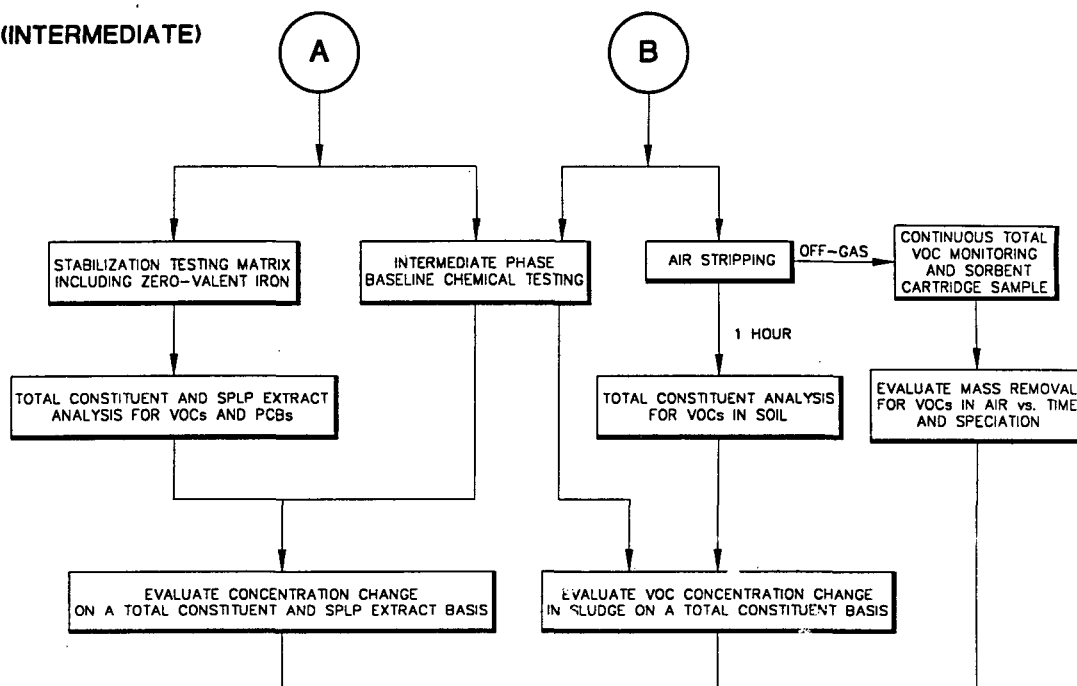 (INTERMEDIATE)
A
B
STABILIZATION TESTING MATRIX
INCLUDING ZERO-VALENT IRON
INTERMEDIATE PHASE
BASELINE CHEMICAL TESTING
AIR STRIPPING
OFF-GAS
CONTINUOUS TOTAL
VOC MONITORING
AND SORBENT
CARTRIDGE SAMPLE
1 HOUR
TOTAL CONSTITUENT AND SPLP EXTRACT
ANALYSIS FOR VOCs AND PCBs
TOTAL CONSTITUENT ANALYSIS
FOR VOCs IN SOIL
EVALUATE MASS REMOVAL
FOR VOCs IN AIR vs. TIME
AND SPECIATION
EVALUATE CONCENTRATION CHANGE
ON A TOTAL CONSTITUENT AND SPLP EXTRACT BASIS
EVALUATE VOC CONCENTRATION CHANGE
IN SLUDGE ON A TOTAL CONSTITUENT BASIS